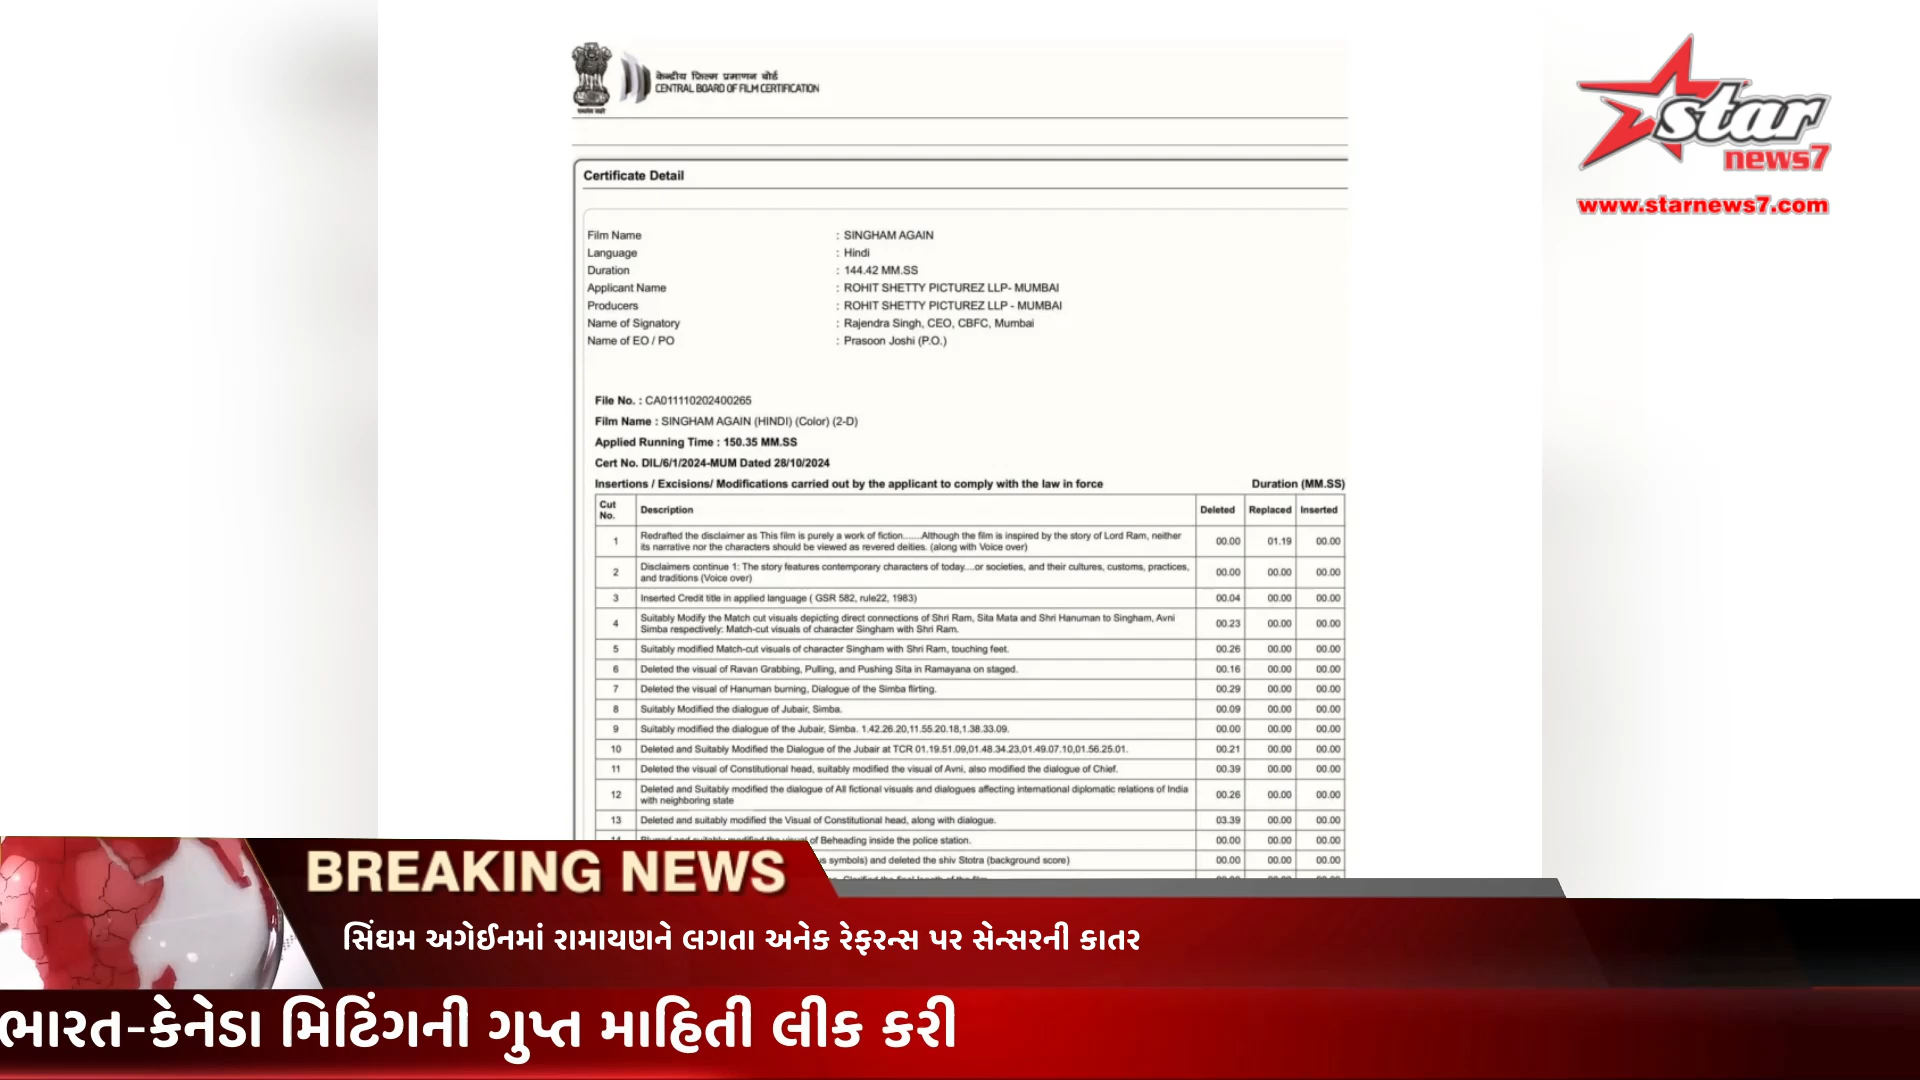 केन्द्रीय फ़िल्म प्रमाणन बोर्ड
CENTRAL BOARD OF FILM CERTIFICATION
star
news7
www.starnews7.com
Certificate Detail
Film Name : SINGHAM AGAIN
Language : Hindi
Duration : 144.42 MM.SS
Applicant Name : ROHIT SHETTY PICTUREZ LLP- MUMBAI
Producers : ROHIT SHETTY PICTUREZ LLP - MUMBAI
Name of Signatory : Rajendra Singh, CEO, CBFC, Mumbai
Name of EO / PO : Prasoon Joshi (P.O.)
File No. : CA011110202400265
Film Name : SINGHAM AGAIN (HINDI) (Color) (2-D)
Applied Running Time : 150.35 MM.SS
Cert No. DIL/6/1/2024-MUM Dated 28/10/2024
Insertions / Excisions/ Modifications carried out by the applicant to comply with the law in force Duration (MM.SS)
Cut No. Description Deleted Replaced Inserted
1 Redrafted the disclaimer as This film is purely a work of fiction.......Although the film is inspired by the story of Lord Ram, neither
its narrative nor the characters should be viewed as revered deities. (along with Voice over) 00.00 01.19 00.00
2 Disclaimers continue 1: The story features contemporary characters of today....or societies, and their cultures, customs, practices,
and traditions (Voice over) 00.00 00.00 00.00
3 Inserted Credit title in applied language ( GSR 582, rule22, 1983) 00.04 00.00 00.00
4 Suitably Modify the Match cut visuals depicting direct connections of Shri Ram, Sita Mata and Shri Hanuman to Singham, Avni
Simba respectively: Match-cut visuals of character Singham with Shri Ram. 00.23 00.00 00.00
5 Suitably modified Match-cut visuals of character Singham with Shri Ram, touching feet. 00.26 00.00 00.00
6 Deleted the visual of Ravan Grabbing, Pulling, and Pushing Sita in Ramayana on staged. 00.16 00.00 00.00
7 Deleted the visual of Hanuman burning, Dialogue of the Simba flirting. 00.29 00.00 00.00
8 Suitably Modified the dialogue of Jubair, Simba. 00.09 00.00 00.00
9 Suitably modified the dialogue of the Jubair, Simba. 1.42.26.20,11.55.20.18,1.38.33.09. 00.00 00.00 00.00
10 Deleted and Suitably Modified the Dialogue of the Jubair at TCR 01.19.51.09,01.48.34.23,01.49.07.10,01.56.25.01. 00.21 00.00 00.00
11 Deleted the visual of Constitutional head, suitably modified the visual of Avni, also modified the dialogue of Chief. 00.39 00.00 00.00
12 Deleted and Suitably modified the dialogue of All fictional visuals and dialogues affecting international diplomatic relations of India
with neighboring state 00.26 00.00 00.00
13 Deleted and suitably modified the Visual of Constitutional head, along with dialogue. 03.39 00.00 00.00
of Beheading inside the police station. 00.00 00.00 00.00
symbols) and deleted the shiv Stotra (background score) 00.00 00.00 00.00
BREAKING NEWS
સિંઘમ અગેઈનમાં રામાયણને લગતા અનેક રેફરન્સ પર સેન્સરની કાતર
ભારત-કેનેડા મિટિંગની ગુપ્ત માહિતી લીક કરી